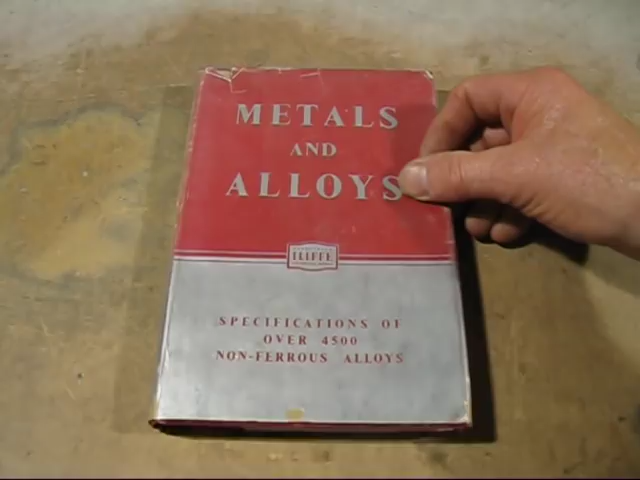 METALS
AND
ALLOYS
ILIFFE
SPECIFICATIONS OF
OVER 4500
NON-FERROUS ALLOYS